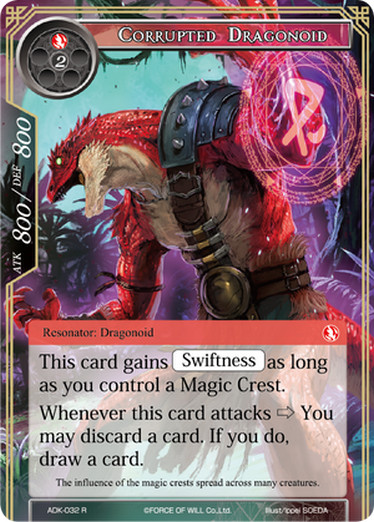 Corrupted Dragonoid
2
ATK 800 / DEF 800
Resonator: Dragonoid
This card gains Swiftness as long
as you control a Magic Crest.
Whenever this card attacks ⇨ You
may discard a card. If you do,
draw a card.
The influence of the magic crests spread across many creatures.
ADK-032 R ©FORCE OF WILL Co.,Ltd. Illust/Ippei SOEDA